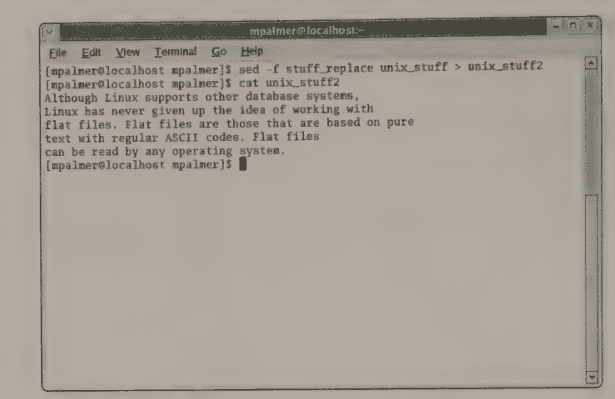 mpalmer@localhost:~
File Edit View Terminal Go Help
[mpalmer@localhost mpalmer]$ sed -f stuff_replace unix_stuff > unix_stuff2
[mpalmer@localhost mpalmer]$ cat unix_stuff2
Although Linux supports other database systems,
Linux has never given up the idea of working with
flat files. Flat files are those that are based on pure
text with regular ASCII codes. Flat files
can be read by any operating system.
[mpalmer@localhost mpalmer]$